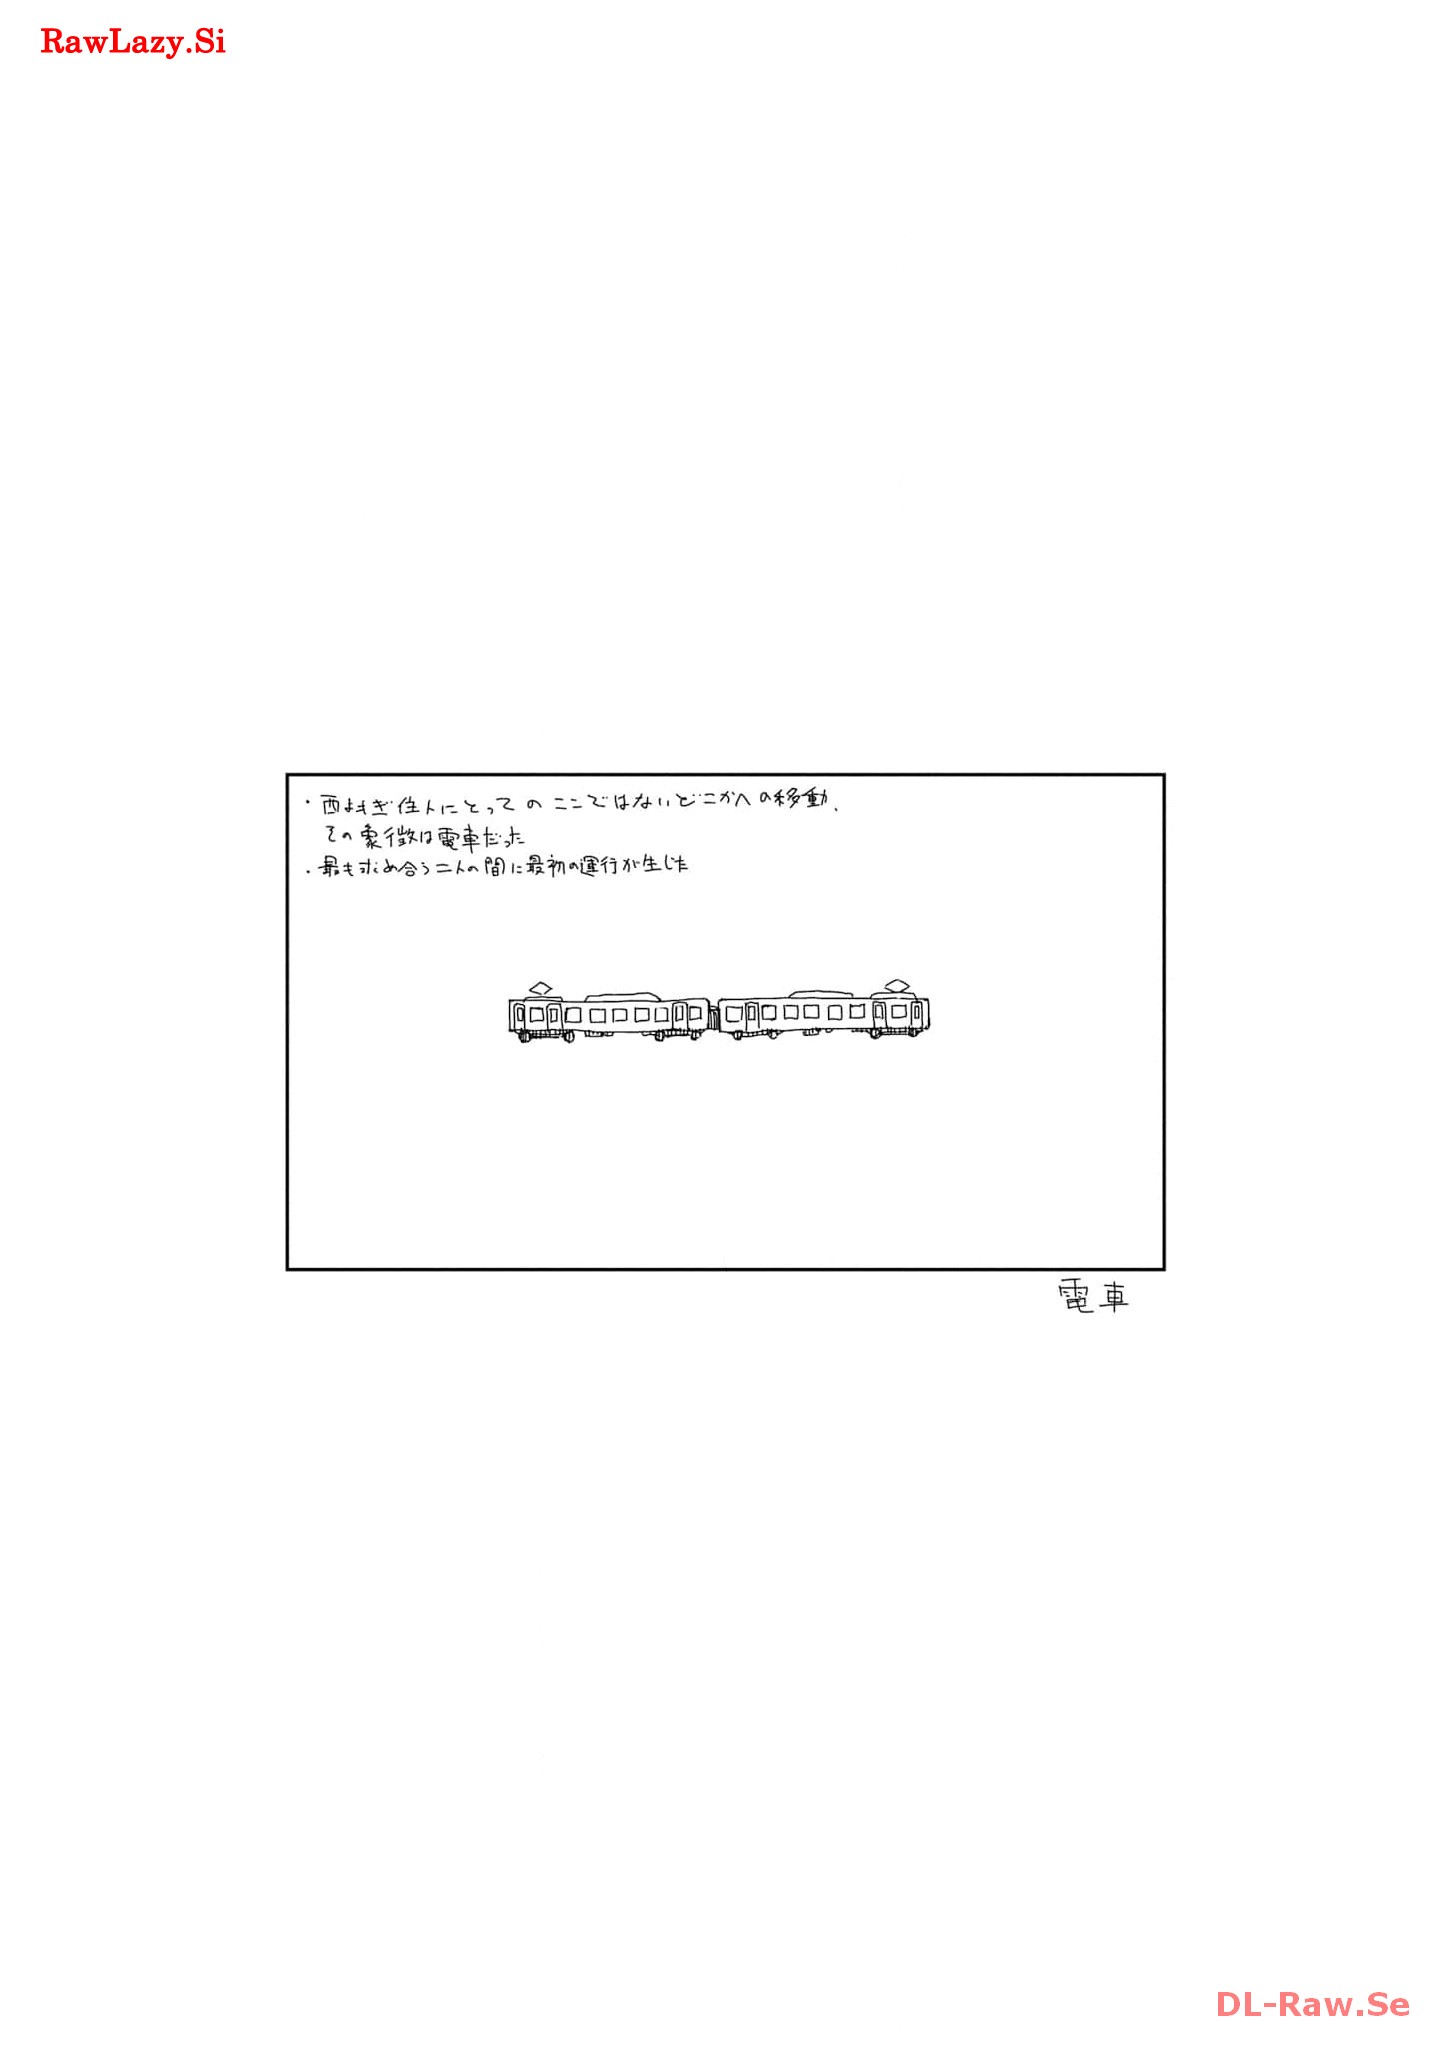 RawLazy.Si
・西よすぎ住人にとっての ここではないどこかへの移動、
その象徴は電車だった
・最も求め合う二人の間に最初の運行が生じた
電車
DL-Raw.Se